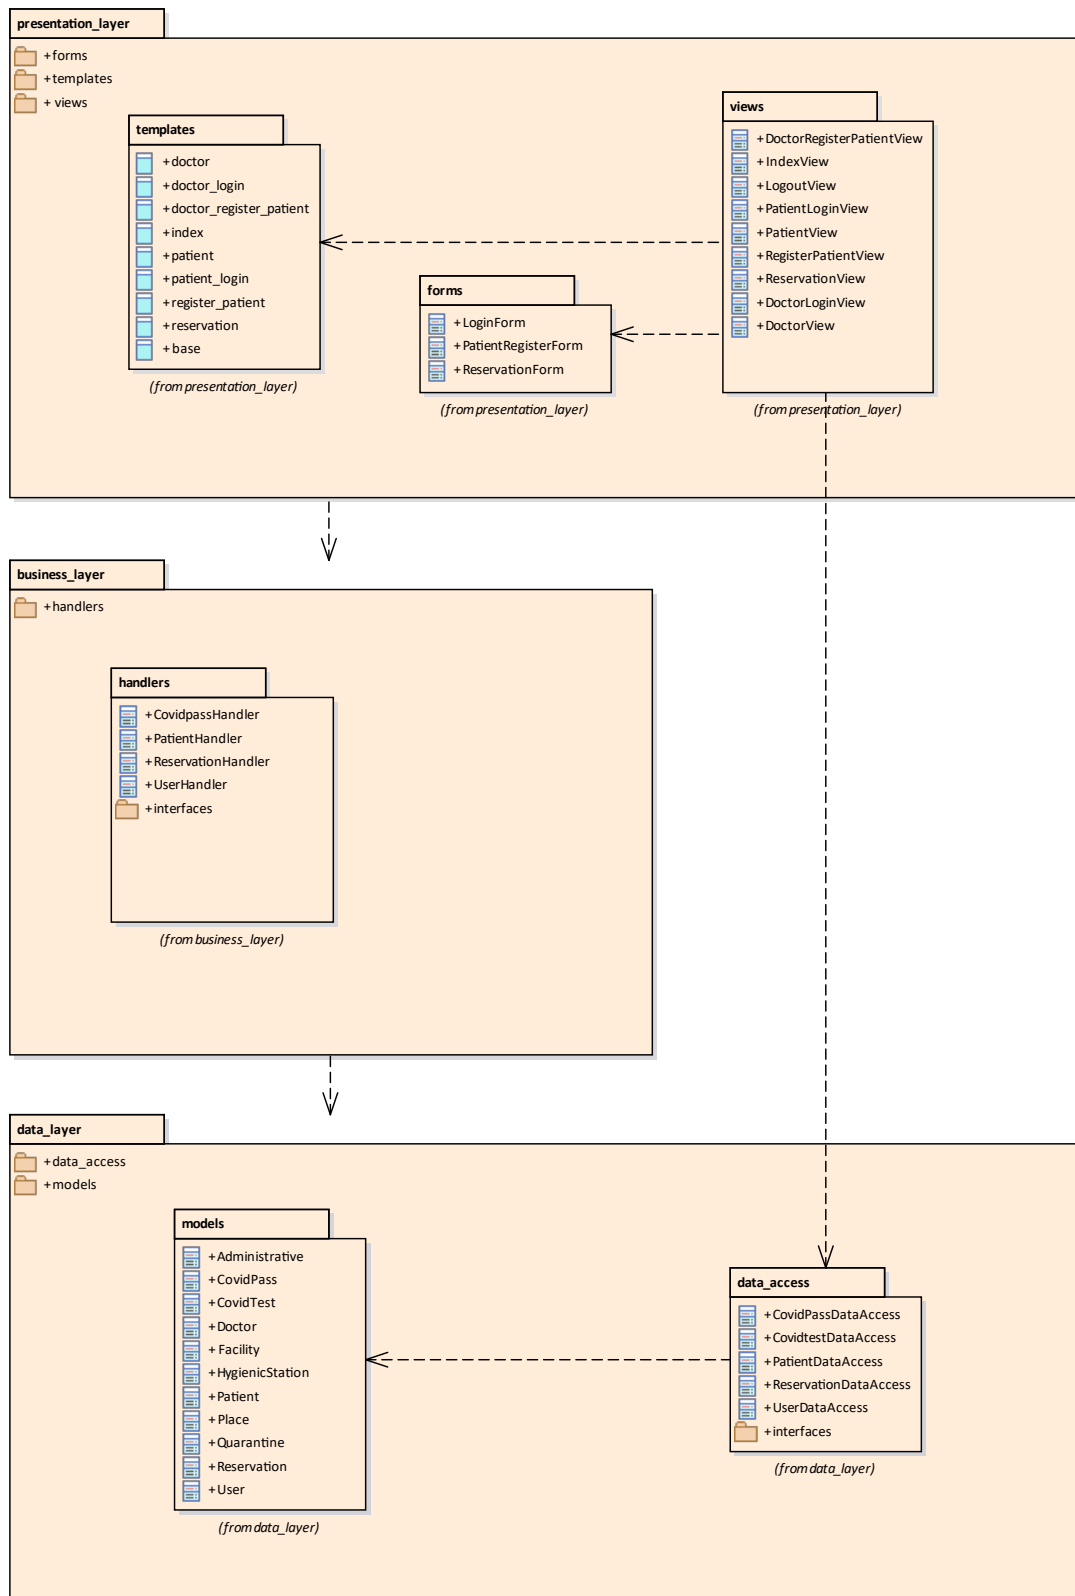 presentation_layer
+forms
+templates
+ views
templates
+doctor
+doctor_login
+doctor_register_patient
+index
+patient
+patient_login
+register_patient
+reservation
+base
(from presentation_layer)
forms
+LoginForm
+PatientRegisterForm
+ReservationForm
(from presentation_layer)
views
+DoctorRegisterPatientView
+IndexView
+LogoutView
+PatientLoginView
+PatientView
+RegisterPatientView
+ReservationView
+DoctorLoginView
+DoctorView
(from presentation_layer)
business_layer
+handlers
handlers
+CovidpassHandler
+PatientHandler
+ReservationHandler
+UserHandler
+interfaces
(from business_layer)
data_layer
+data_access
+models
models
+Administrative
+CovidPass
+CovidTest
+Doctor
+ Facility
+HygienicStation
+Patient
+Place
+Quarantine
+Reservation
+User
(from data_layer)
data_access
+CovidPassDataAccess
+CovidtestDataAccess
+PatientDataAccess
+ReservationDataAccess
+UserDataAccess
+interfaces
(from data_layer)